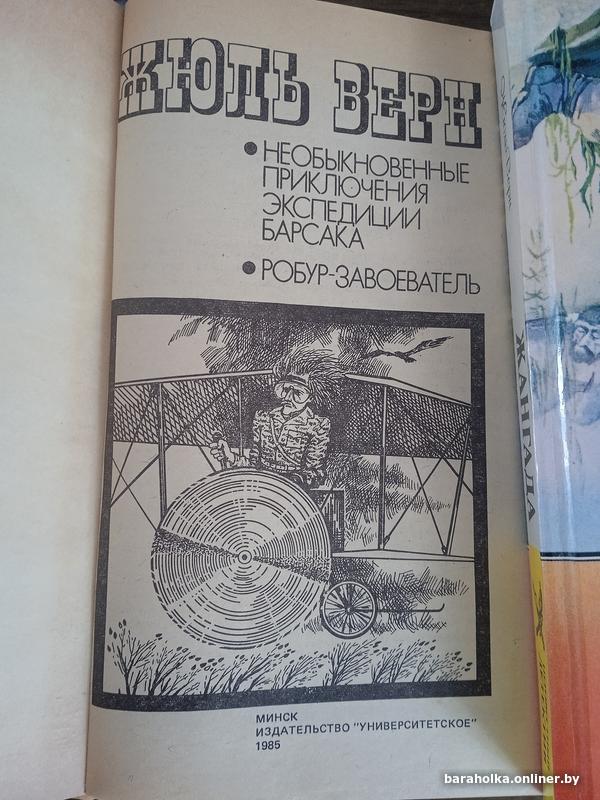 ЖЮЛЬ ВЕРН
● НЕОБЫКНОВЕННЫЕ
ПРИКЛЮЧЕНИЯ
ЭКСПЕДИЦИИ
БАРСАКА
● РОБУР-ЗАВОЕВАТЕЛЬ
МИНСК
ИЗДАТЕЛЬСТВО "УНИВЕРСИТЕТСКОЕ"
1985
ЖАНГАДА
baraholka.onliner.by